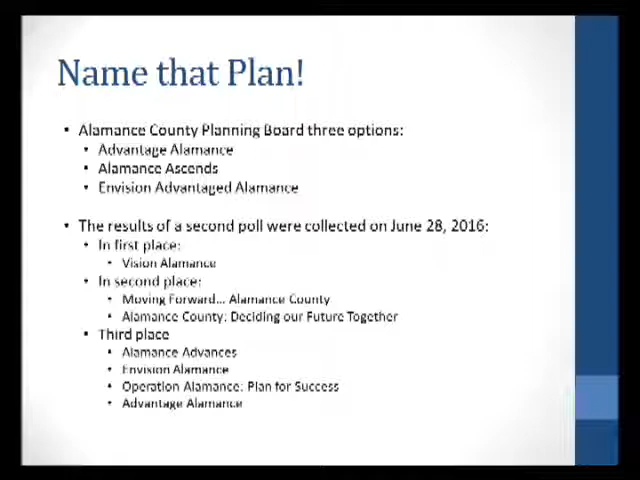 Name that Plan!
• Alamance County Planning Board three options:
• Advantage Alamance
• Alamance Ascends
• Envision Advantaged Alamance
• The results of a second poll were collected on June 28, 2016:
• In first place:
• Vision Alamance
• In second place:
• Moving Forward... Alamance County
• Alamance County: Deciding our Future Together
• Third place
• Alamance Advances
• Envision Alamance
• Operation Alamance: Plan for Success
• Advantage Alamance